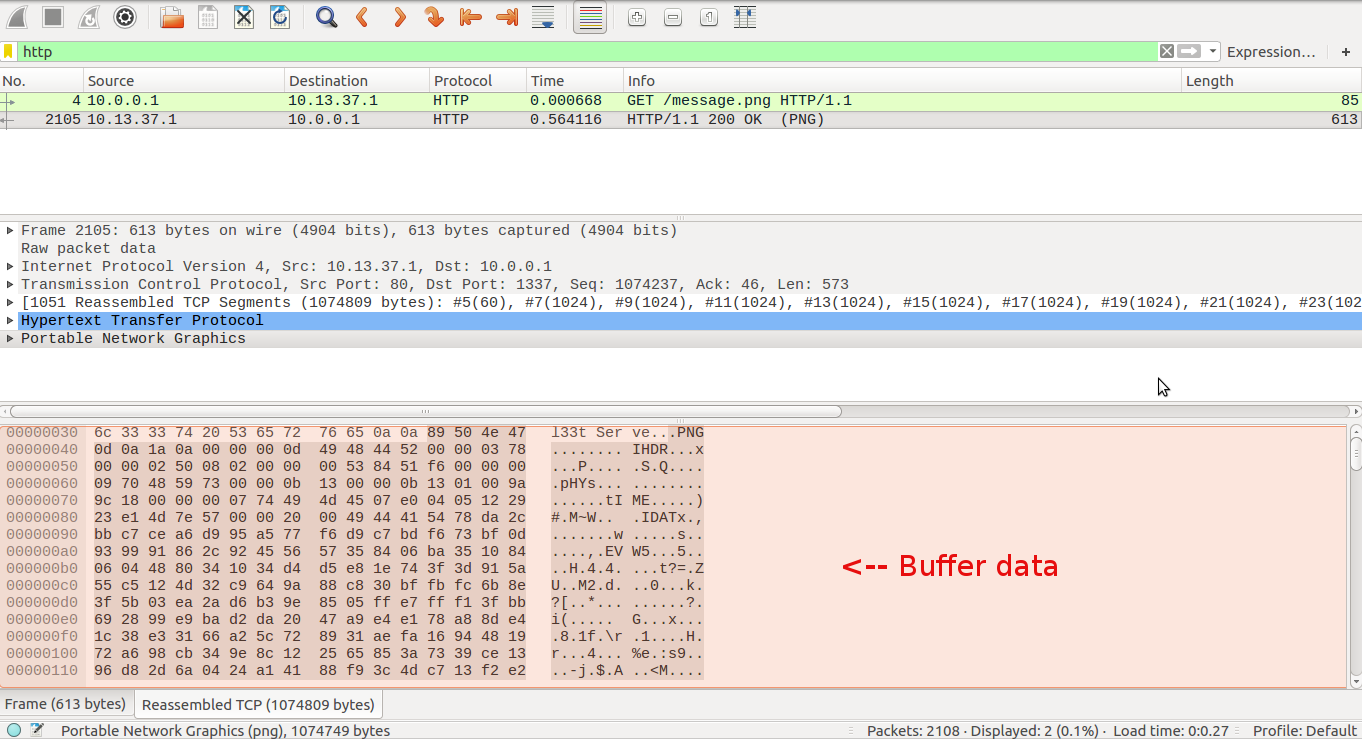 http
Expression…
+
No. Source Destination Protocol Time Info Length
4 10.0.0.1 10.13.37.1 HTTP 0.000668 GET /message.png HTTP/1.1 85
2105 10.13.37.1 10.0.0.1 HTTP 0.564116 HTTP/1.1 200 OK (PNG) 613
Frame 2105: 613 bytes on wire (4904 bits), 613 bytes captured (4904 bits)
Raw packet data
Internet Protocol Version 4, Src: 10.13.37.1, Dst: 10.0.0.1
Transmission Control Protocol, Src Port: 80, Dst Port: 1337, Seq: 1074237, Ack: 46, Len: 573
[1051 Reassembled TCP Segments (1074809 bytes): #5(60), #7(1024), #9(1024), #11(1024), #13(1024), #15(1024), #17(1024), #19(1024), #21(1024), #23(102
Hypertext Transfer Protocol
Portable Network Graphics
00000030 6c 33 33 74 20 53 65 72 76 65 0a 0a 89 50 4e 47 l33t Ser ve...PNG
00000040 0d 0a 1a 0a 00 00 00 0d 49 48 44 52 00 00 03 78 ........ IHDR...x
00000050 00 00 02 50 08 02 00 00 00 53 84 51 f6 00 00 00 ...P.... .S.Q....
00000060 09 70 48 59 73 00 00 0b 13 00 00 0b 13 01 00 9a .pHYs... ........
00000070 9c 18 00 00 00 07 74 49 4d 45 07 e0 04 05 12 29 ......tI ME.....)
00000080 23 e1 4d 7e 57 00 00 20 00 49 44 41 54 78 da 2c #.M~W.. .IDATx.,
00000090 bb c7 ce a6 d9 95 a5 77 f6 d9 c7 bd f6 73 bf 0d .......w .....s..
000000a0 93 99 91 86 2c 92 45 56 57 35 84 06 ba 35 10 84 ....,.EV W5...5..
000000b0 06 04 48 80 34 10 34 d4 d5 e8 1e 74 3f 3d 91 5a ..H.4.4. ...t?=.Z
000000c0 55 c5 12 4d 32 c9 64 9a 88 c8 30 bf fb fc 6b 8e U..M2.d. ..0...k.
000000d0 3f 5b 03 ea 2a d6 b3 9e 85 05 ff e7 ff f1 3f bb ?[..*... ......?.
000000e0 69 28 99 e9 ba d2 da 20 47 a9 e4 e1 78 a8 8d e4 i(..... G...x...
000000f0 1c 38 e3 31 66 a2 5c 72 89 31 ae fa 16 94 48 19 .8.1f.\r .1....H.
00000100 72 a6 98 cb 34 9e 8c 12 25 65 85 3a 73 39 ce 13 r...4... %e.:s9..
00000110 96 d8 2d 6a 04 24 a1 41 88 f9 3c 4d c7 13 f2 e2 ..-j.$.A ..<M....
<-- Buffer data
Frame (613 bytes) Reassembled TCP (1074809 bytes)
Portable Network Graphics (png), 1074749 bytes Packets: 2108 · Displayed: 2 (0.1%) · Load time: 0:0.27 Profile: Default